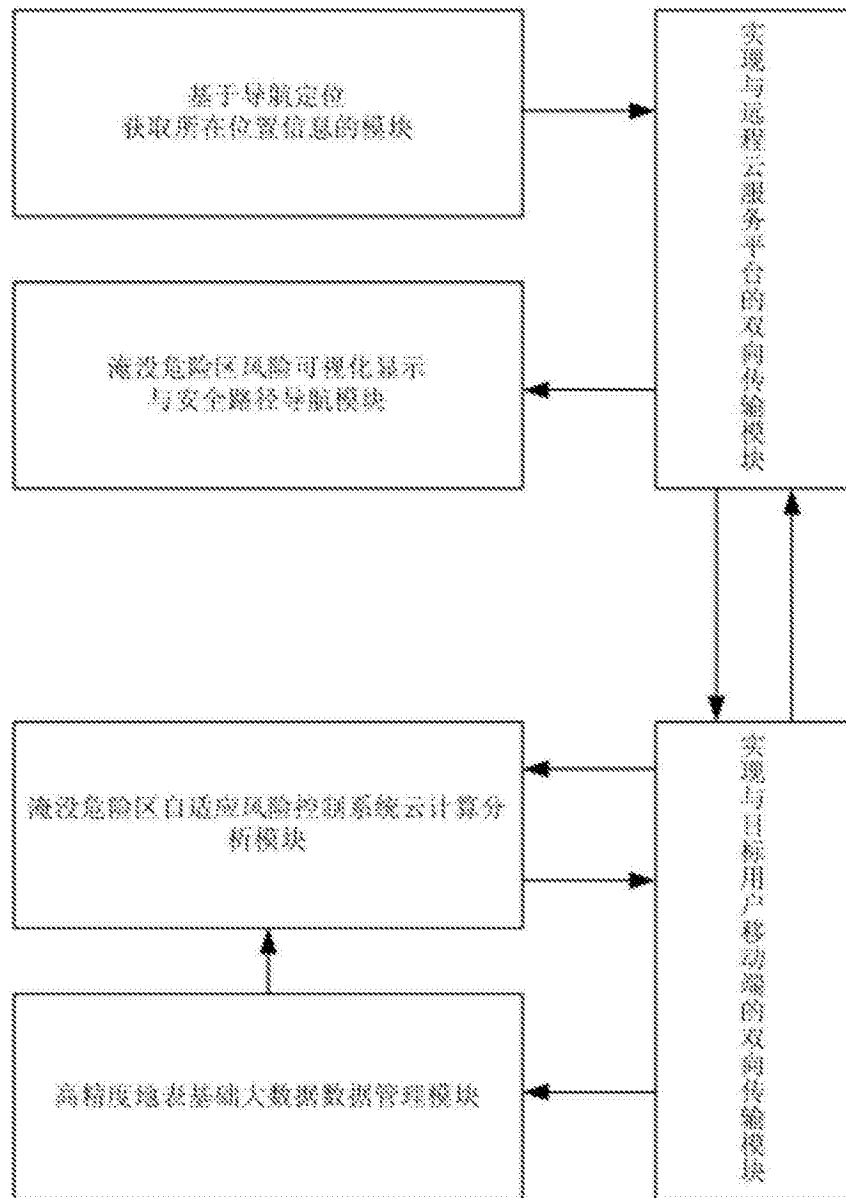 基于导航定位
获取所在位置信息的模块
实现与远程云服务平台的双向传输模块
淹没危险区风险可视化显示
与安全路径导航模块
淹没危险区自适应风险控制系统云计算分
析模块
实现与目标用户移动端的双向传输模块
高精度地表基础大数据数据管理模块